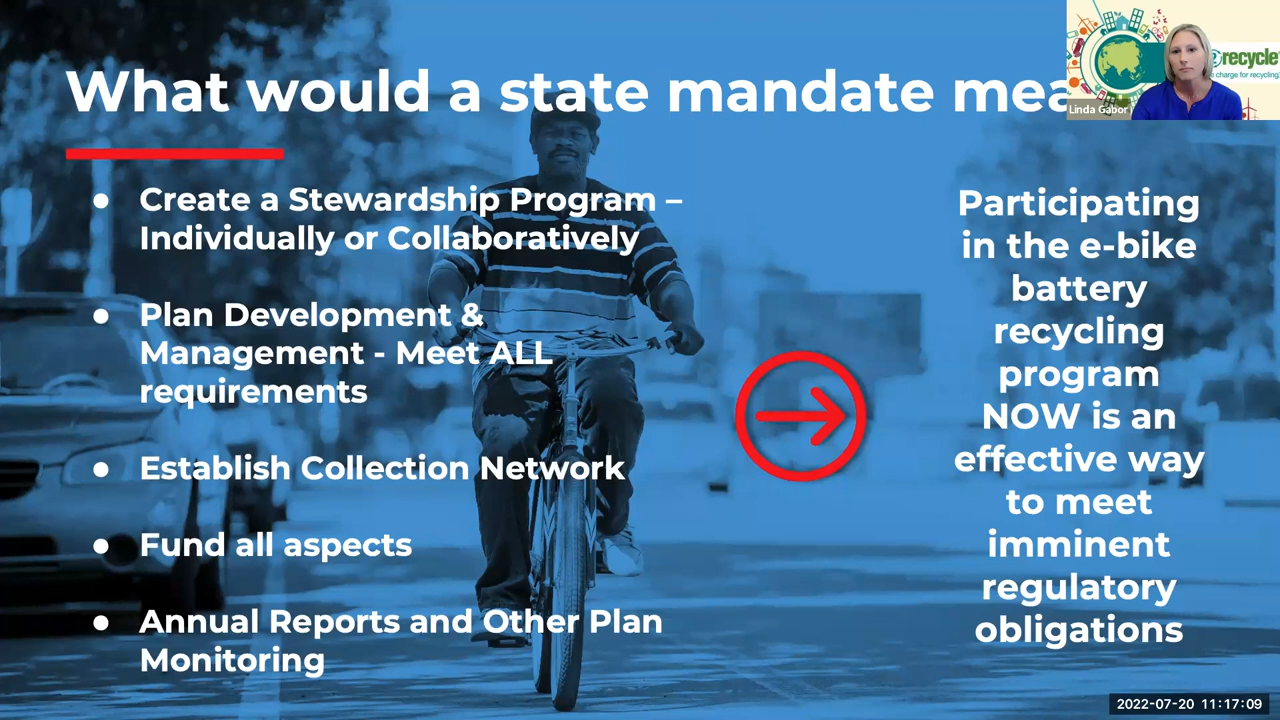 What would a state mandate mea
recycle
charge for recycling
Linda Gabor
Create a Stewardship Program –
Individually or Collaboratively
Plan Development &
Management - Meet ALL
requirements
Establish Collection Network
Fund all aspects
Annual Reports and Other Plan
Monitoring
Participating
in the e-bike
battery
recycling
program
NOW is an
effective way
to meet
imminent
regulatory
obligations
2022-07-20 11:17:09